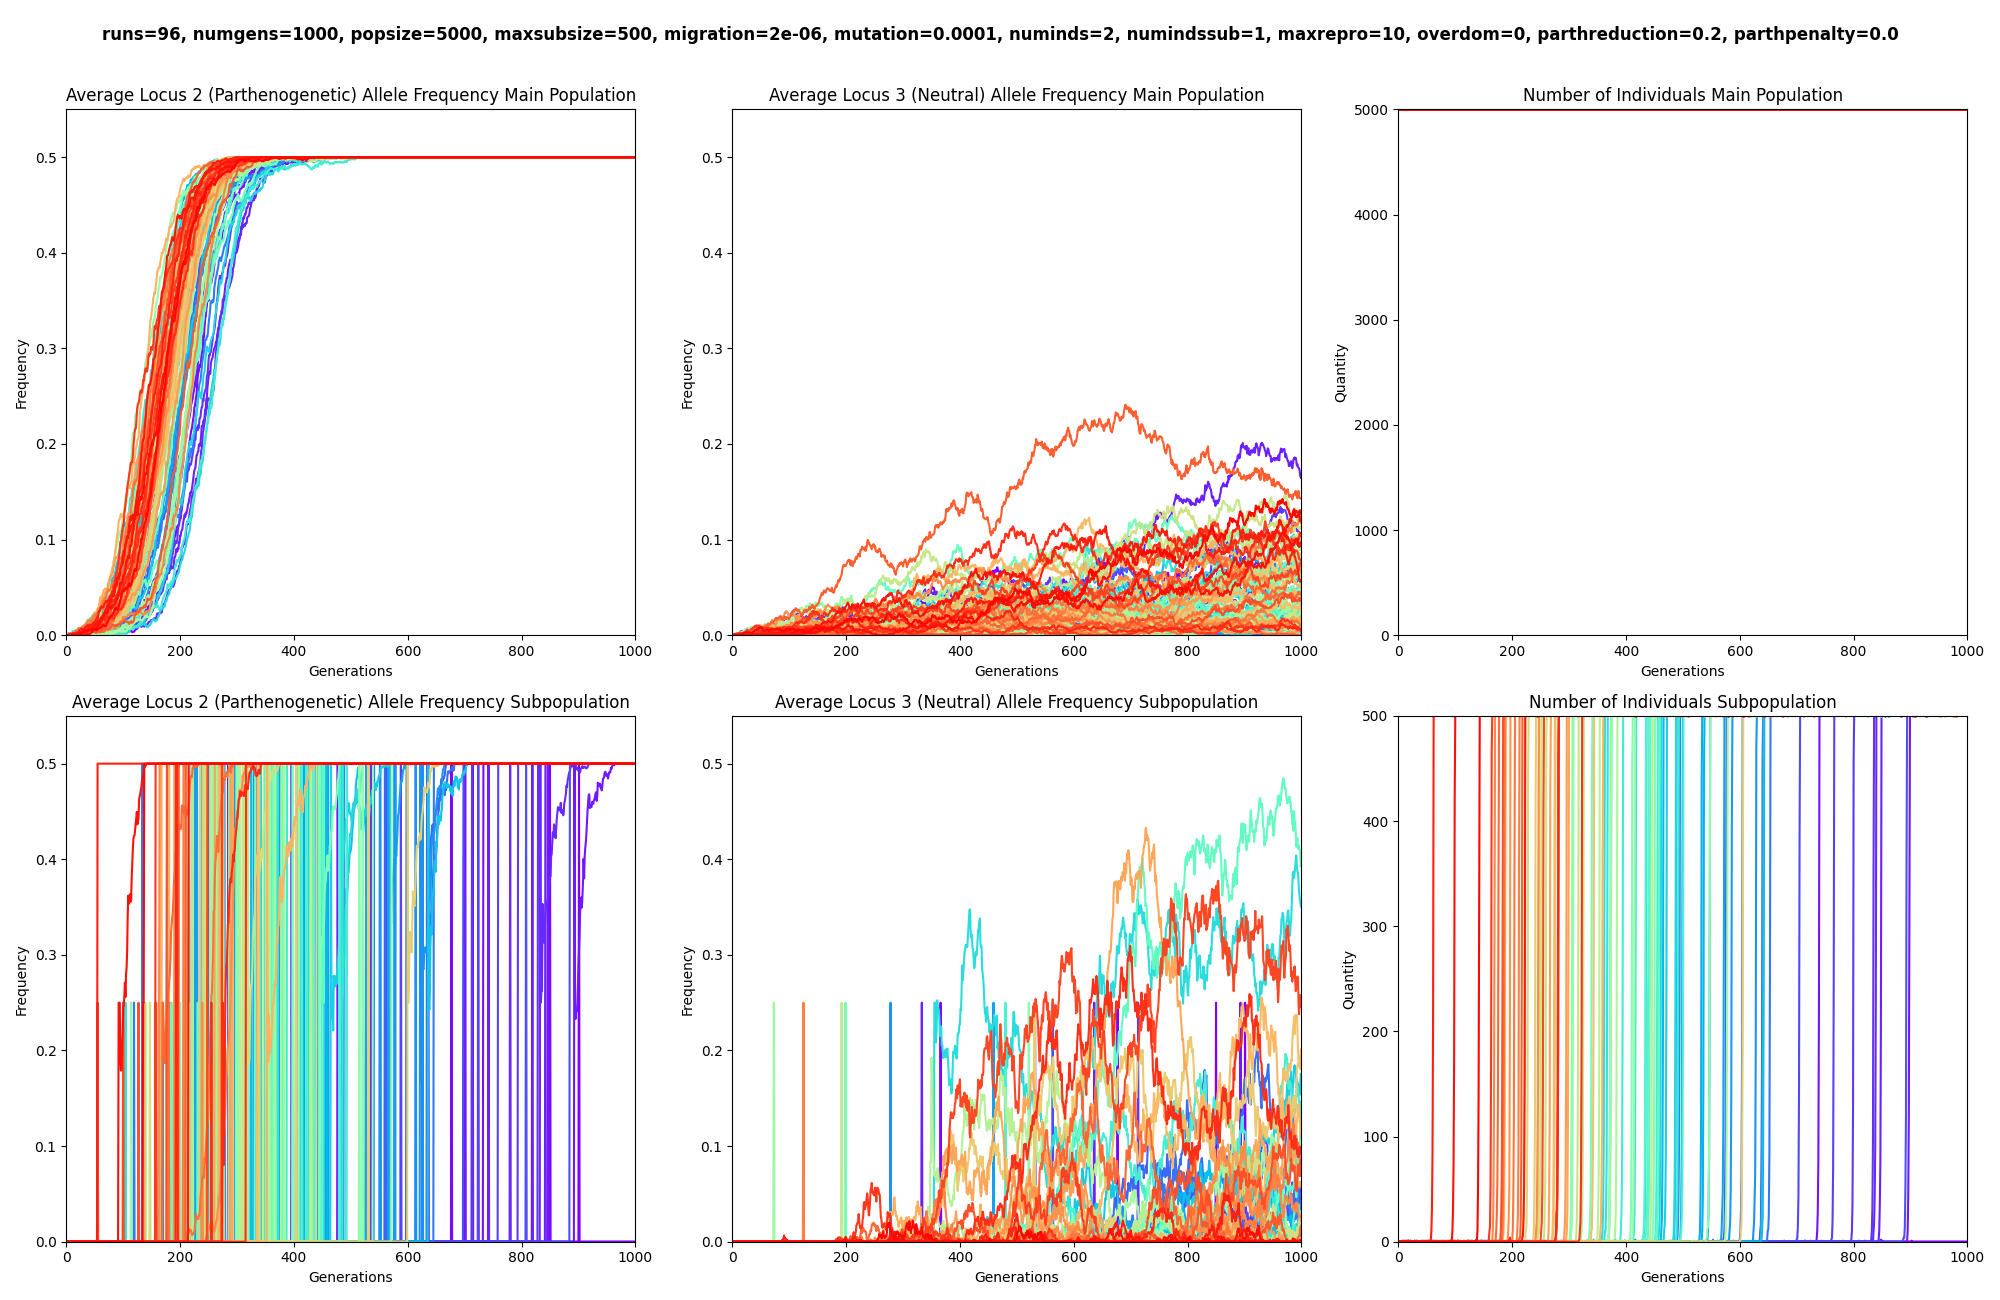 runs=96, numgens=1000, popsize=5000, maxsubsize=500, migration=2e-06, mutation=0.0001, numinds=2, numindssub=1, maxrepro=10, overdom=0, parthreduction=0.2, parthpenalty=0.0
Average Locus 2 (Parthenogenetic) Allele Frequency Main Population
Frequency
0.5
0.4
0.3
0.2
0.1
0.0
0 200 400 600 800 1000
Generations
Average Locus 3 (Neutral) Allele Frequency Main Population
Frequency
0.5
0.4
0.3
0.2
0.1
0.0
0 200 400 600 800 1000
Generations
Number of Individuals Main Population
Quantity
5000
4000
3000
2000
1000
0
0 200 400 600 800 1000
Generations
Average Locus 2 (Parthenogenetic) Allele Frequency Subpopulation
Frequency
0.5
0.4
0.3
0.2
0.1
0.0
0 200 400 600 800 1000
Generations
Average Locus 3 (Neutral) Allele Frequency Subpopulation
Frequency
0.5
0.4
0.3
0.2
0.1
0.0
0 200 400 600 800 1000
Generations
Number of Individuals Subpopulation
Quantity
500
400
300
200
100
0
0 200 400 600 800 1000
Generations